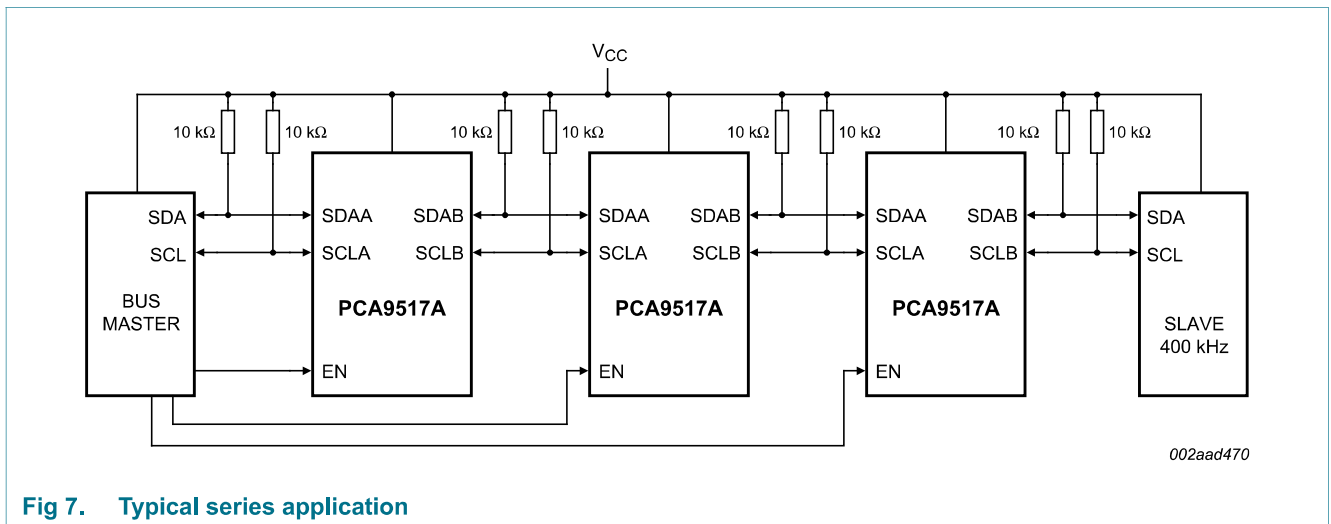 VCC
10 kΩ 10 kΩ 10 kΩ 10 kΩ 10 kΩ 10 kΩ 10 kΩ 10 kΩ
SDA SDAA SDAB SDAA SDAB SDAA SDAB SDA
SCL SCLA SCLB SCLA SCLB SCLA SCLB SCL
BUS
MASTER
PCA9517A PCA9517A PCA9517A
SLAVE
400 kHz
EN EN EN
002aad470
Fig 7. Typical series application